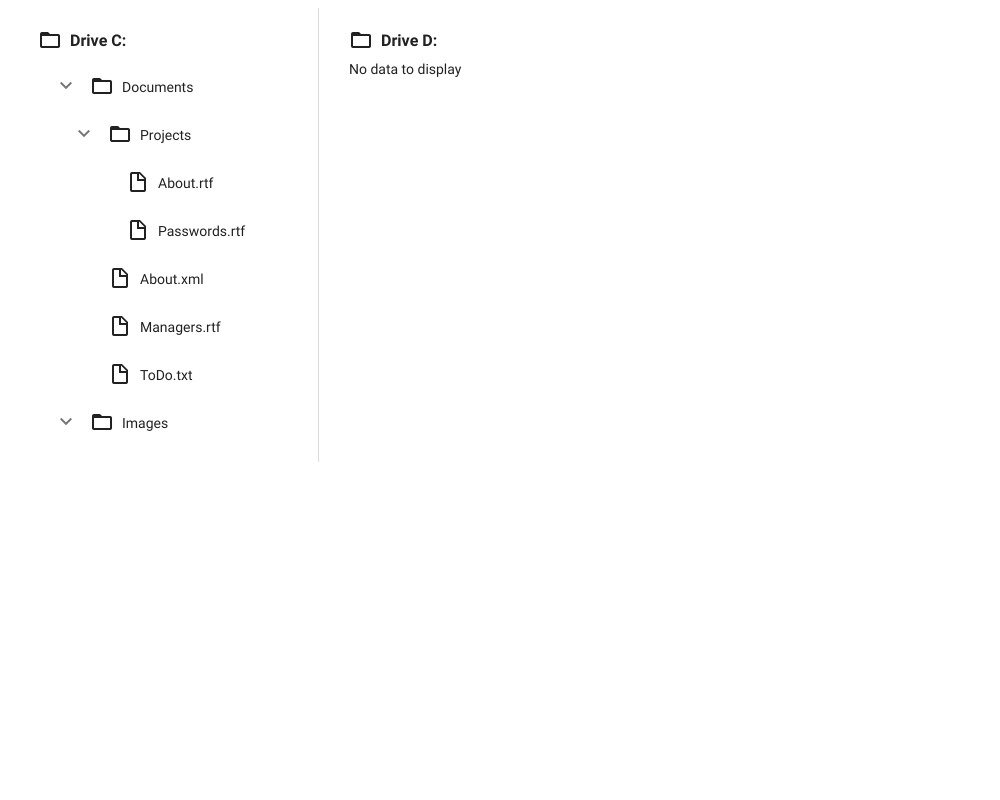 Drive C:
Documents
Projects
About.rtf
Passwords.rtf
About.xml
Managers.rtf
ToDo.txt
Images
Drive D:
No data to display